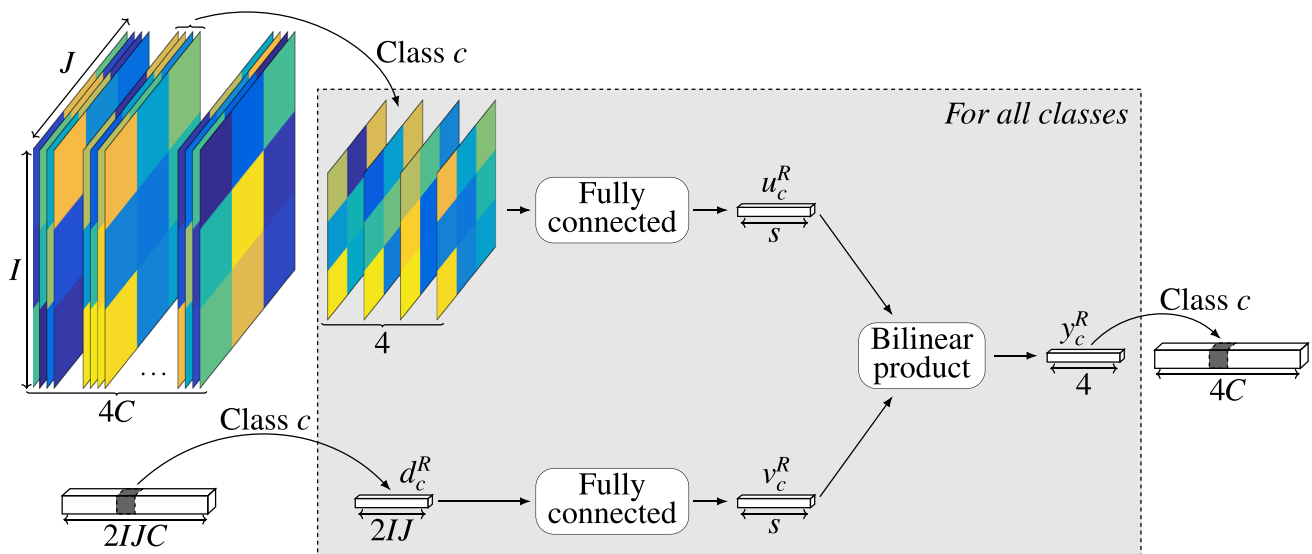 J
Class c
For all classes
I
Fully
connected
u_c^R
s
4
...
4C
Class c
Bilinear
product
y_c^R
4
Class c
4C
2IJC
d_c^R
2IJ
Fully
connected
v_c^R
s